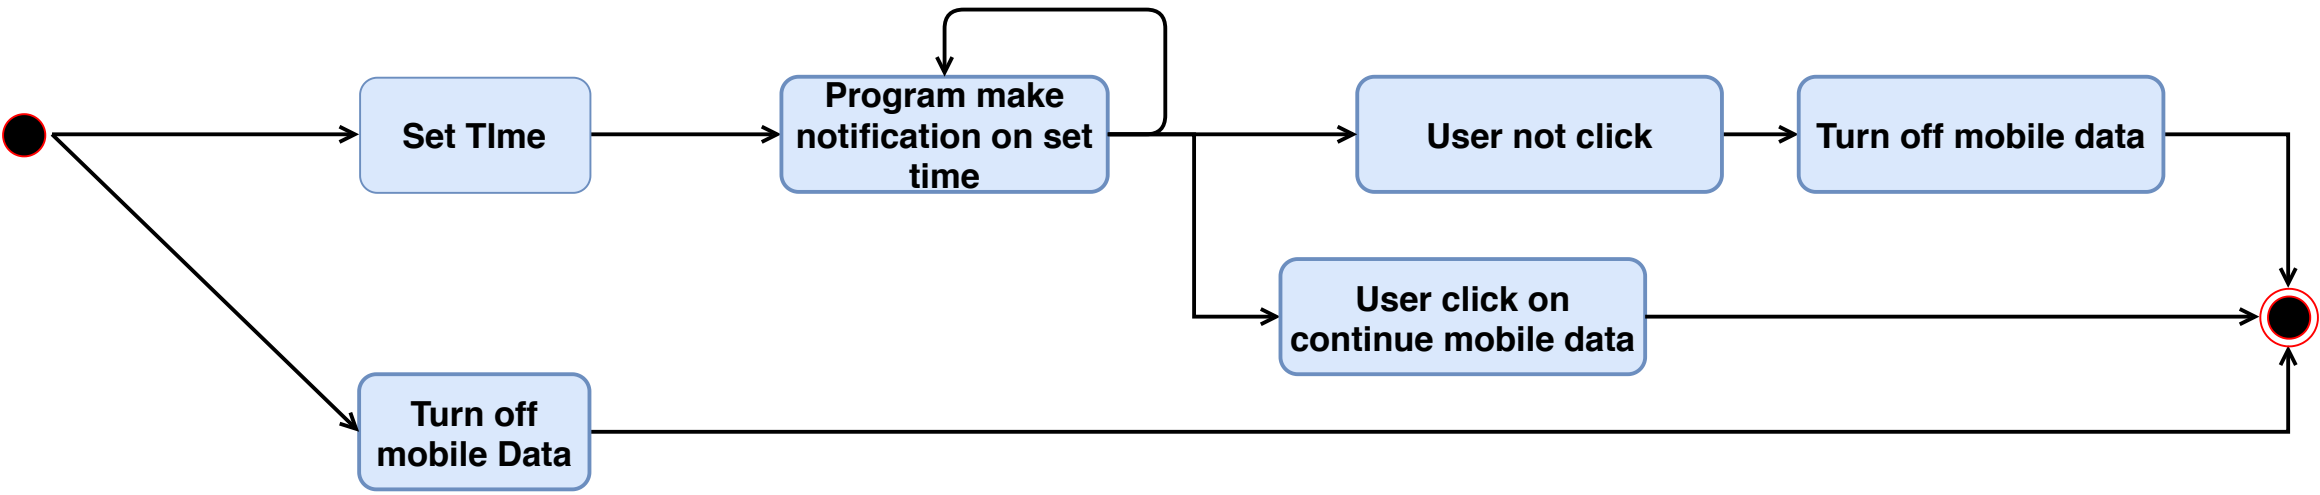 Set TIme
Program make
notification on set
time
User not click
Turn off mobile data
User click on
continue mobile data
Turn off
mobile Data